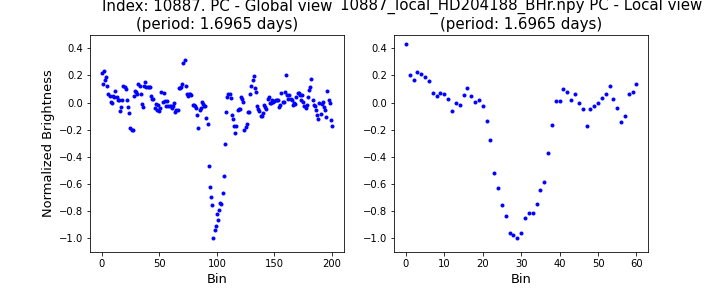 Index: 10887. PC - Global view
(period: 1.6965 days)
10887_local_HD204188_BHr.npy PC - Local view
(period: 1.6965 days)
Normalized Brightness
0.4
0.2
0.0
−0.2
−0.4
−0.6
−0.8
−1.0
0 50 100 150 200
Bin
0.4
0.2
0.0
−0.2
−0.4
−0.6
−0.8
−1.0
0 10 20 30 40 50 60
Bin